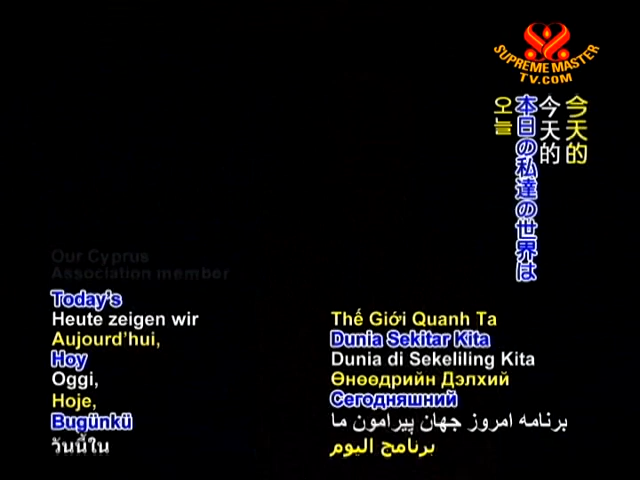 SUPREME MASTER
TV.COM
今天的
今天的
本日の私達の世界は
오늘
Our Cyprus
Association member
Today's
Heute zeigen wir
Aujourd'hui,
Hoy
Oggi,
Hoje,
Bugünkü
วันนี้ใน
Thế Giới Quanh Ta
Dunia Sekitar Kita
Dunia di Sekeliling Kita
Өнөөдрийн Дэлхий
Сегодняшний
برنامه امروز جهان پیرامون ما
برنامج اليوم